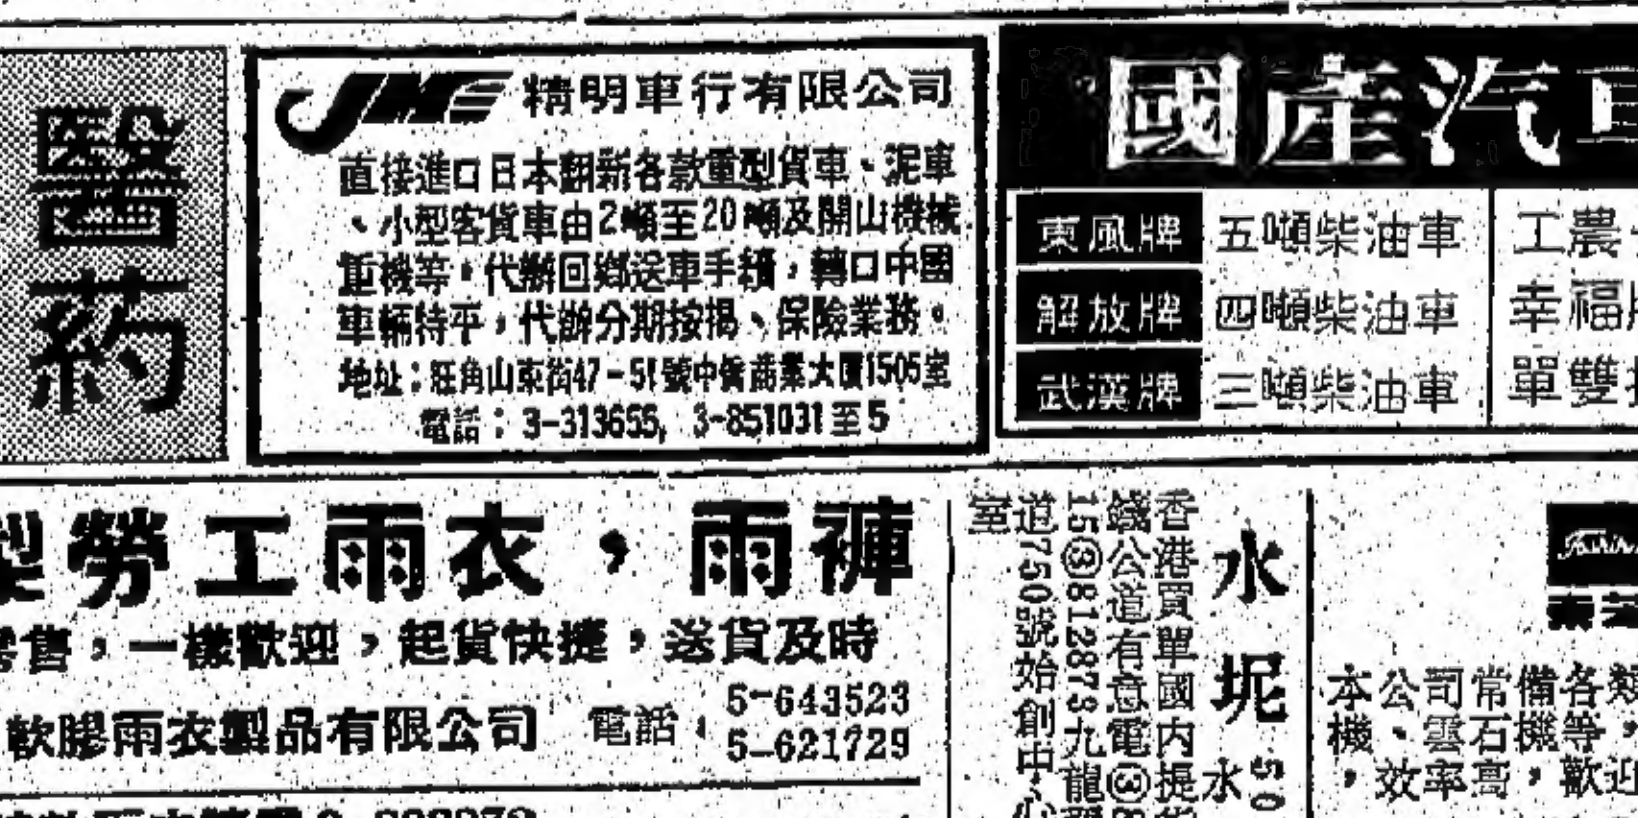 醫葯
JME 精明車行有限公司
直接進口日本翻新各款重型貨車、泥車
、小型客貨車由2噸至20噸及開山機械
重機等。代辦回鄉送車手續，轉口中國
車輛特平，代辦分期按揭、保險業務。
地址：旺角山東街47-51號中僑商業大廈1505室
電話：3-313655, 3-851031至5
國產汽車
東風牌 五噸柴油車
解放牌 四噸柴油車
武漢牌 三噸柴油車
工農
幸福牌
單雙
勞工雨衣，雨褲
零售，一樣歡迎，起貨快捷，送貨及時
軟膠雨衣製品有限公司 電話：
5-643523
5-621729
水坭
水 50
香港買單國内提
錢公道有意電③
15③812878九龍
道750號始創中心
室
本公司常備各類
機、雲石機等，
，效率高，歡迎